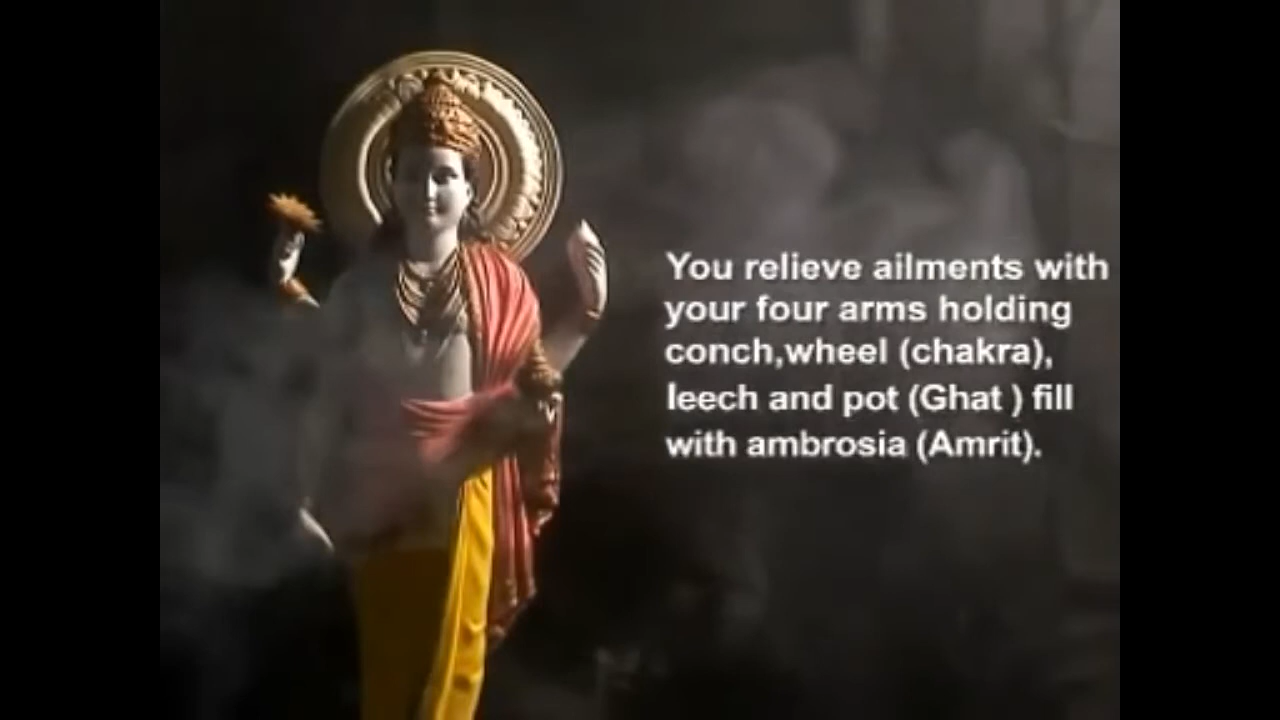 You relieve ailments with
your four arms holding
conch,wheel (chakra),
leech and pot (Ghat ) fill
with ambrosia (Amrit).